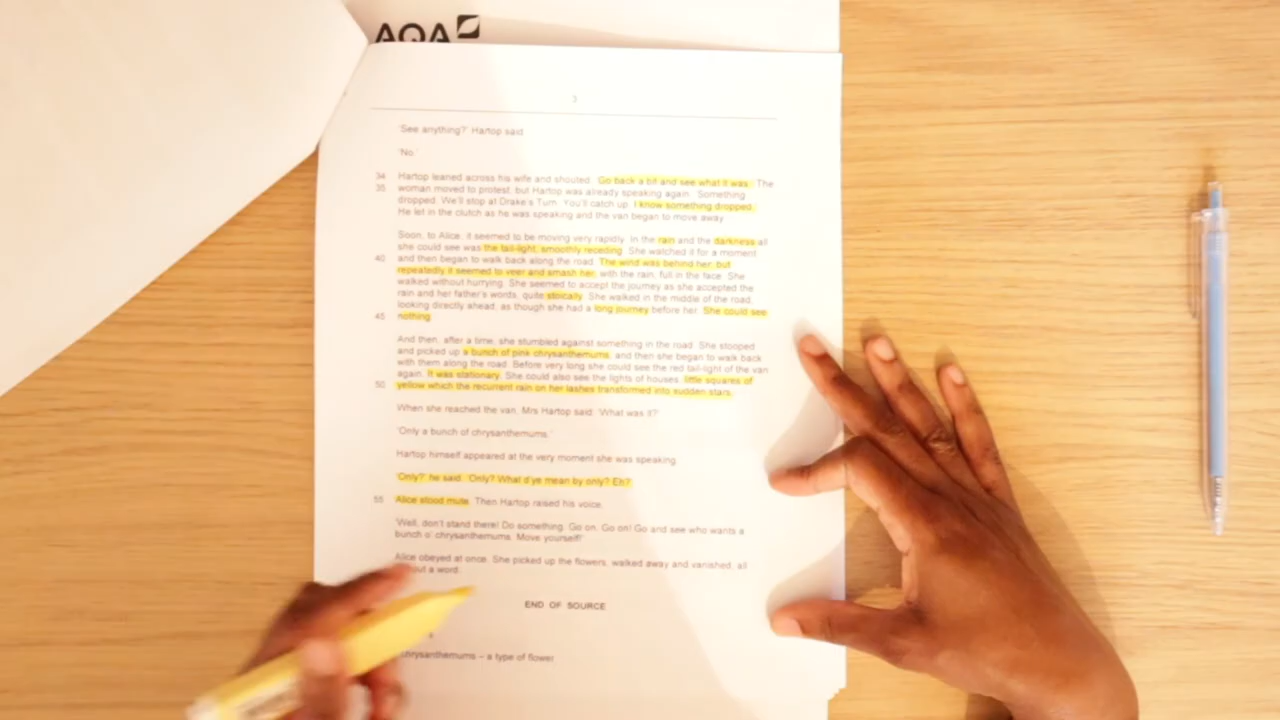 AQA
3
'See anything?' Hartop said
'No.'
34 Hartop leaned across his wife and shouted. 'Go back a bit and see what it was.' The
35 woman moved to protest, but Hartop was already speaking again. 'Something
dropped. We'll stop at Drake's Turn. You'll catch up. I know something dropped.'
He let in the clutch as he was speaking and the van began to move away.
Soon, to Alice, it seemed to be moving very rapidly. In the rain and the darkness all
she could see was the tail-light, smoothly receding. She watched it for a moment
40 and then began to walk back along the road. The wind was behind her; but
repeatedly it seemed to veer and smash her, with the rain, full in the face. She
walked without hurrying. She seemed to accept the journey as she accepted the
rain and her father's words, quite stoically. She walked in the middle of the road,
looking directly ahead, as though she had a long journey before her. She could see
45 nothing.
And then, after a time, she stumbled against something in the road. She stooped
and picked up a bunch of pink chrysanthemums, and then she began to walk back
with them along the road. Before very long she could see the red tail-light of the van
again. It was stationary. She could also see the lights of houses, little squares of
50 yellow which the recurrent rain on her lashes transformed into sudden stars.
When she reached the van, Mrs Hartop said: 'What was it?'
'Only a bunch of chrysanthemums.'
Hartop himself appeared at the very moment she was speaking.
'Only?' he said. 'Only? What d'ye mean by only? Eh?'
55 Alice stood mute. Then Hartop raised his voice.
'Well, don't stand there! Do something. Go on. Go on! Go and see who wants a
bunch o' chrysanthemums. Move yourself!'
Alice obeyed at once. She picked up the flowers, walked away and vanished, all
a word.
END OF SOURCE
chrysanthemums – a type of flower